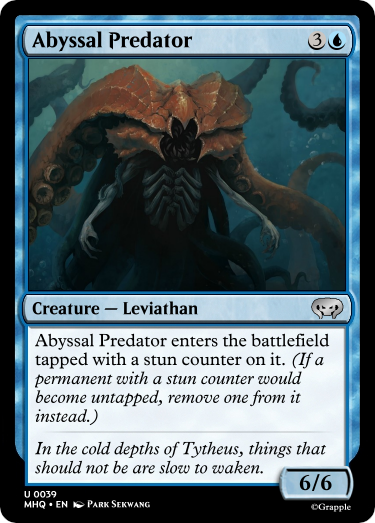 Abyssal Predator 3
Creature — Leviathan
Abyssal Predator enters the battlefield
tapped with a stun counter on it. (If a
permanent with a stun counter would
become untapped, remove one from it
instead.)
In the cold depths of Tytheus, things that
should not be are slow to waken.
6/6
U 0039
MHQ • EN Park Sekwang
©Grapple